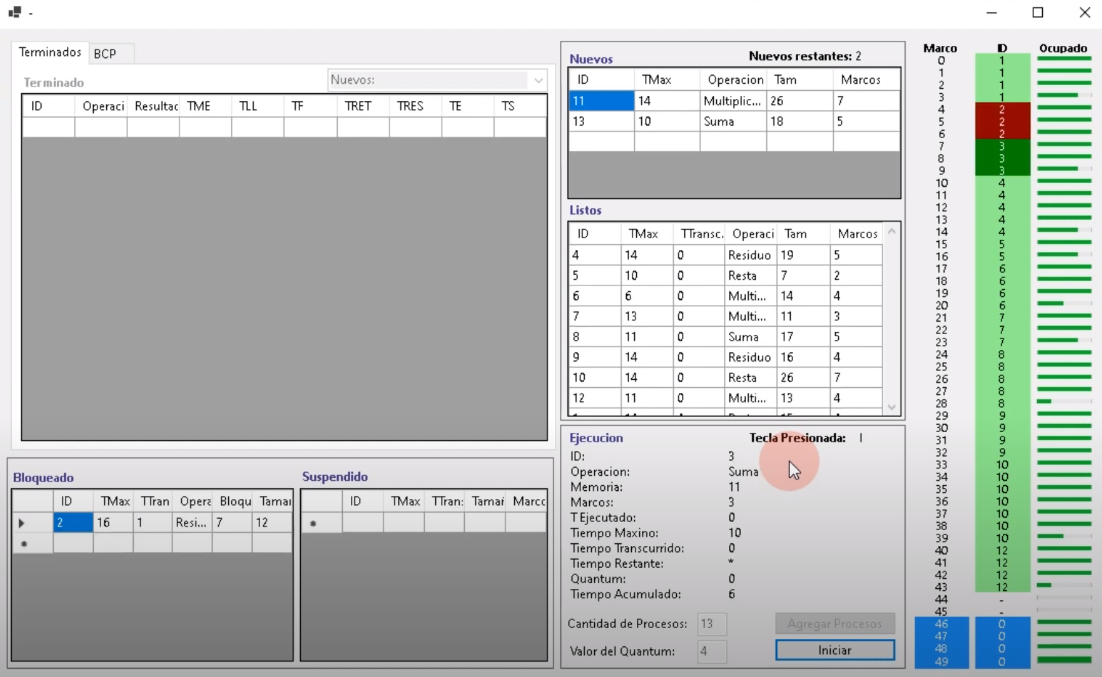 -
Terminados BCP
Terminado Nuevos:
ID Operaci Resultac TME TLL TF TRET TRES TE TS
Bloqueado
ID TMax TTran Opera Bloqu Tamai
2 16 1 Resi... 7 12
Suspendido
ID TMax TTran: Tamai Marcc
Nuevos Nuevos restantes: 2
ID TMax Operacion Tam Marcos
11 14 Multiplic... 26 7
13 10 Suma 18 5
Listos
ID TMax TTransc. Operaci Tam Marcos
4 14 0 Residuo 19 5
5 10 0 Resta 7 2
6 6 0 Multi... 14 4
7 13 0 Multi... 11 3
8 11 0 Suma 17 5
9 14 0 Residuo 16 4
10 14 0 Resta 26 7
12 11 0 Multi... 13 4
Ejecucion Tecla Presionada: I
ID: 3
Operacion: Suma
Memoria: 11
Marcos: 3
T Ejecutado: 0
Tiempo Maximo: 10
Tiempo Transcurrido: 0
Tiempo Restante: *
Quantum: 0
Tiempo Acumulado: 6
Cantidad de Procesos: 13 Agregar Procesos
Valor del Quantum: 4 Iniciar
Marco ID Ocupado
0 1
1 1
2 1
3 1
4 2
5 2
6 2
7 3
8 3
9 3
10 4
11 4
12 4
13 4
14 4
15 5
16 5
17 6
18 6
19 6
20 6
21 7
22 7
23 7
24 8
25 8
26 8
27 8
28 8
29 9
30 9
31 9
32 9
33 10
34 10
35 10
36 10
37 10
38 10
39 10
40 12
41 12
42 12
43 12
44 -
45 -
46 0
47 0
48 0
49 0